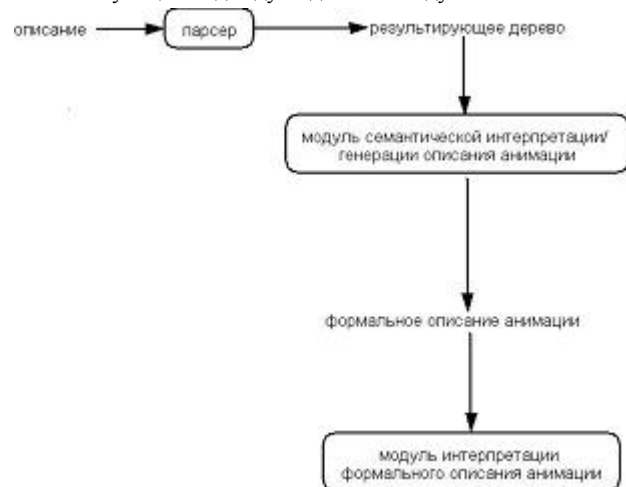 описание
парсер
результирующее дерево
модуль семантической интерпретации/
генерации описания анимации
формальное описание анимации
модуль интерпретации
формального описания анимации